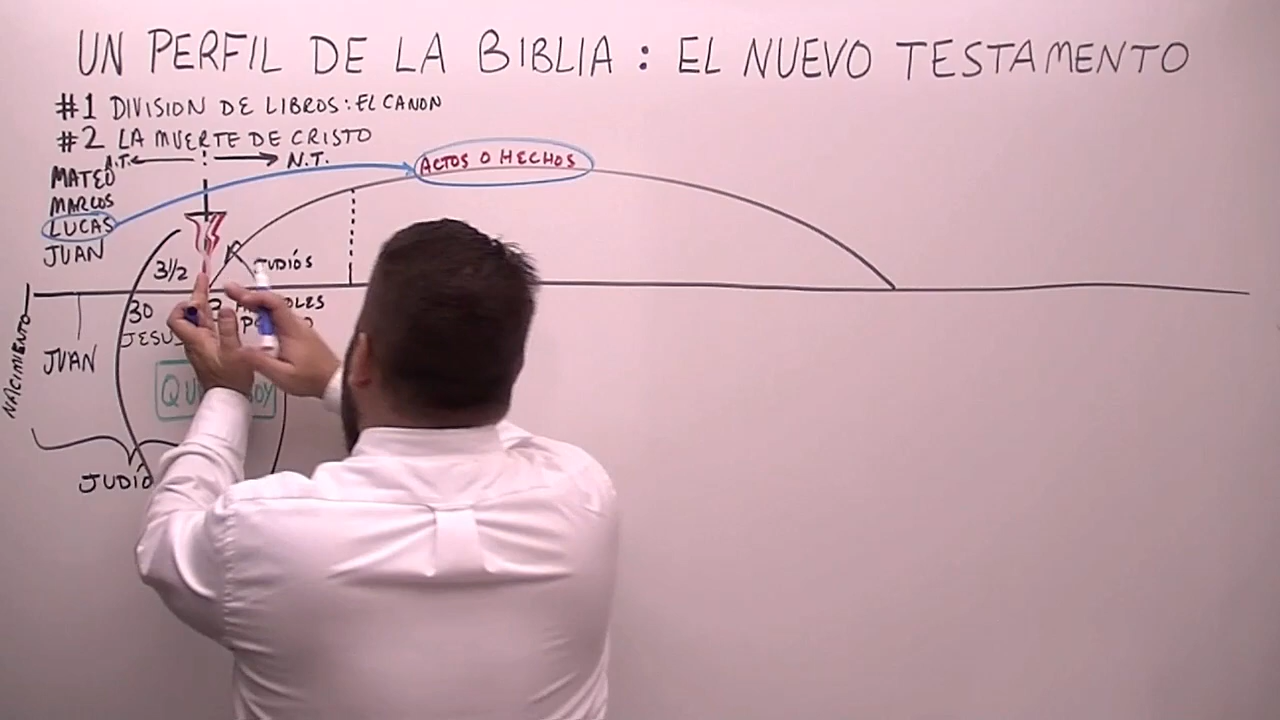 UN PERFIL DE LA BIBLIA : EL NUEVO TESTAMENTO
#1 DIVISION DE LIBROS : EL CANON
#2 LA MUERTE DE CRISTO
A.T. N.T.
MATEO
MARCOS
LUCAS
JUAN
ACTOS O HECHOS
3 1/2
JUDÍOS
30
NACIMIENTO
JUAN